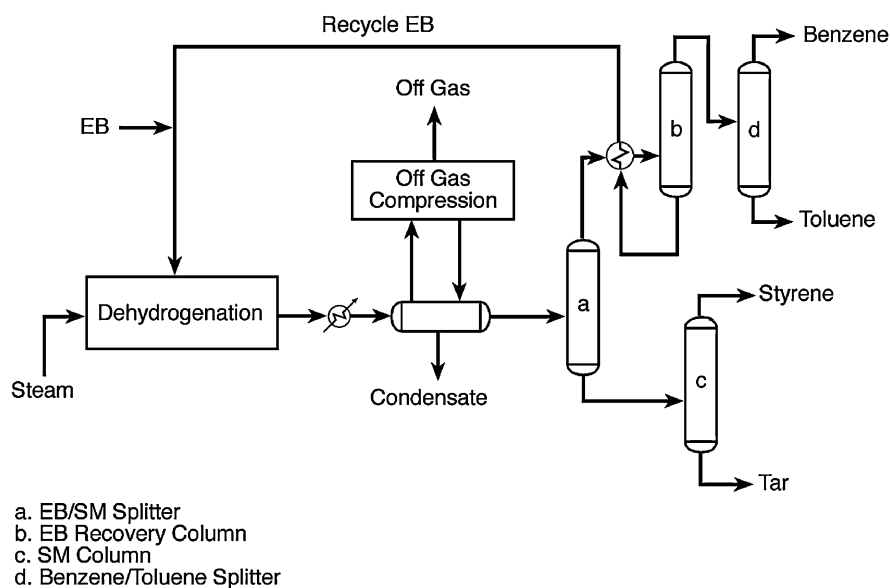 Recycle EB
Benzene
EB
Off Gas
b
d
Off Gas
Compression
Toluene
Dehydrogenation
a
Styrene
Steam
Condensate
c
Tar
a. EB/SM Splitter
b. EB Recovery Column
c. SM Column
d. Benzene/Toluene Splitter